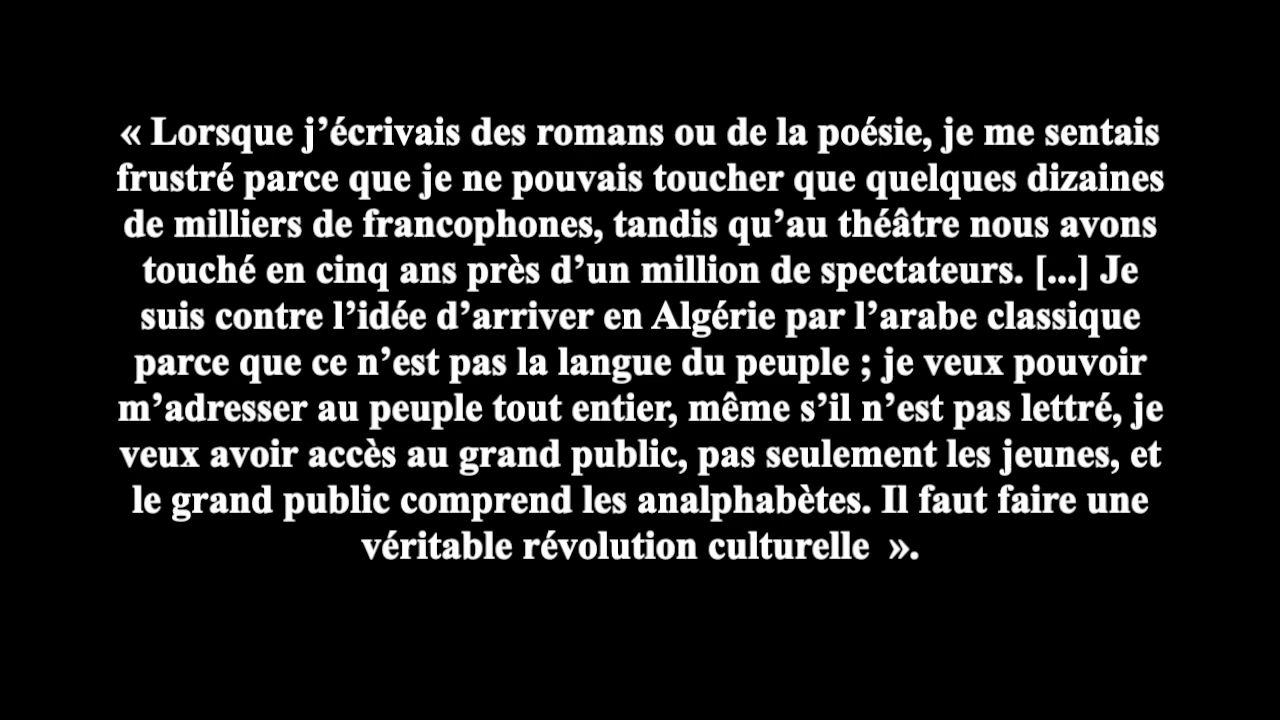 « Lorsque j’écrivais des romans ou de la poésie, je me sentais
frustré parce que je ne pouvais toucher que quelques dizaines
de milliers de francophones, tandis qu’au théâtre nous avons
touché en cinq ans près d’un million de spectateurs. [...] Je
suis contre l’idée d’arriver en Algérie par l’arabe classique
parce que ce n’est pas la langue du peuple ; je veux pouvoir
m’adresser au peuple tout entier, même s’il n’est pas lettré, je
veux avoir accès au grand public, pas seulement les jeunes, et
le grand public comprend les analphabètes. Il faut faire une
véritable révolution culturelle  ».